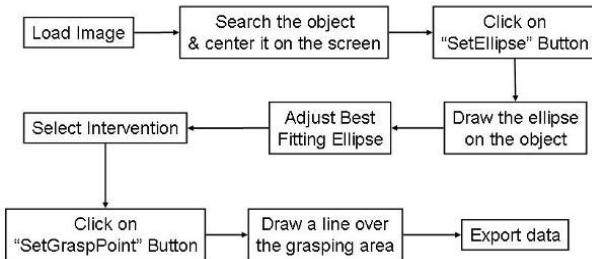 Load Image
Search the object
& center it on the screen
Click on
“SetEllipse” Button
Draw the ellipse
on the object
Adjust Best
Fitting Ellipse
Select Intervention
Click on
“SetGraspPoint” Button
Draw a line over
the grasping area
Export data